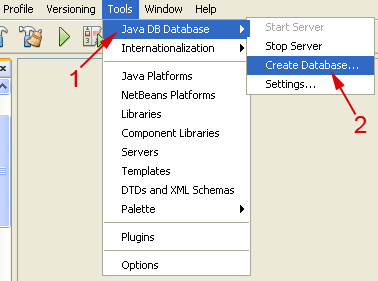 Profile Versioning Tools Window Help
Java DB Database
Internationalization
Java Platforms
NetBeans Platforms
Libraries
Component Libraries
Servers
Templates
DTDs and XML Schemas
Palette
Plugins
Options
Start Server
Stop Server
Create Database...
Settings...
1
2